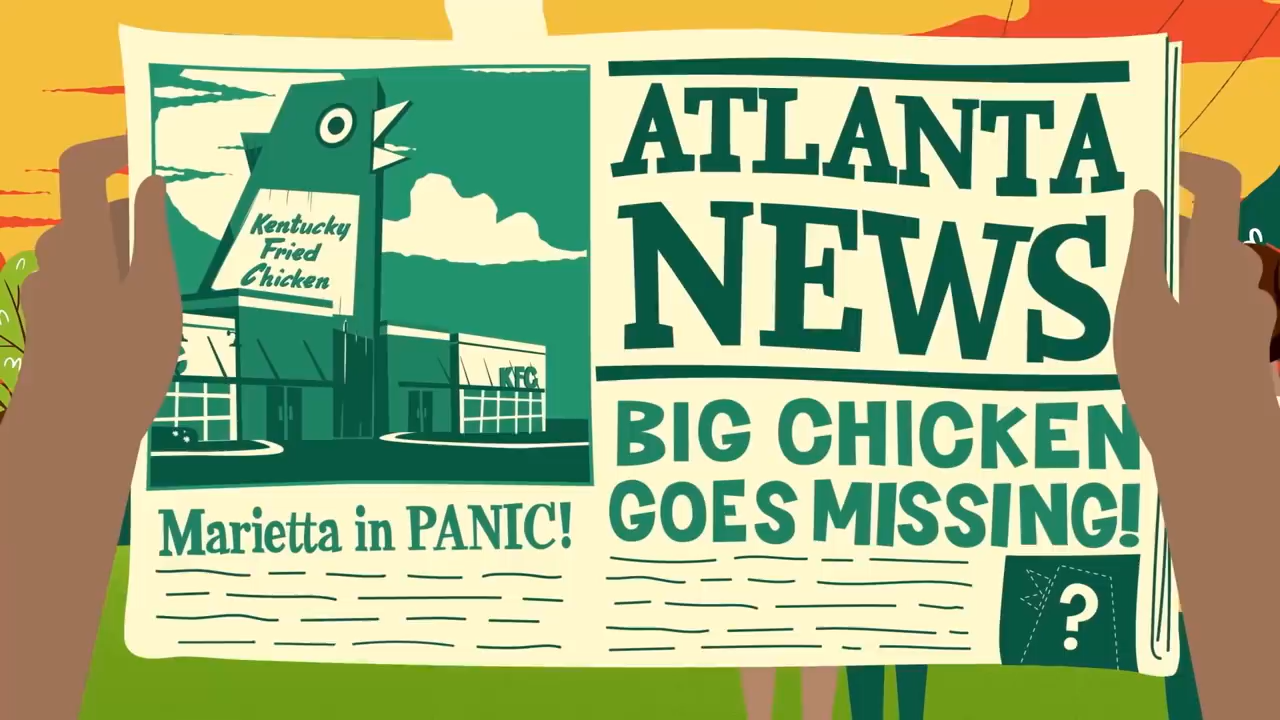 Kentucky
Fried
Chicken
KFC
Marietta in PANIC!
ATLANTA
NEWS
BIG CHICKEN
GOES MISSING!
?